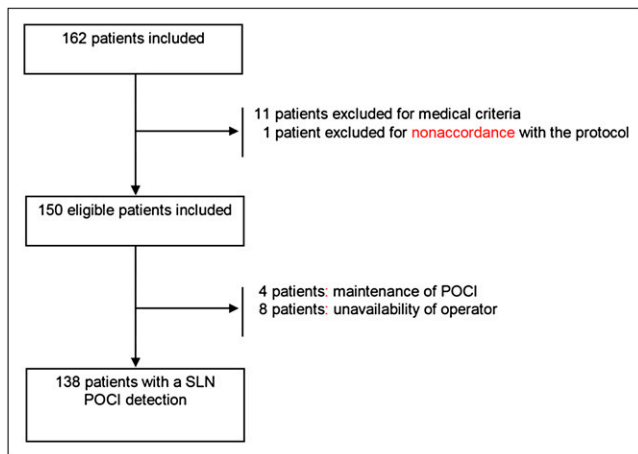 162 patients included
11 patients excluded for medical criteria
1 patient excluded for nonaccordance with the protocol
150 eligible patients included
4 patients: maintenance of POCI
8 patients: unavailability of operator
138 patients with a SLN
POCI detection